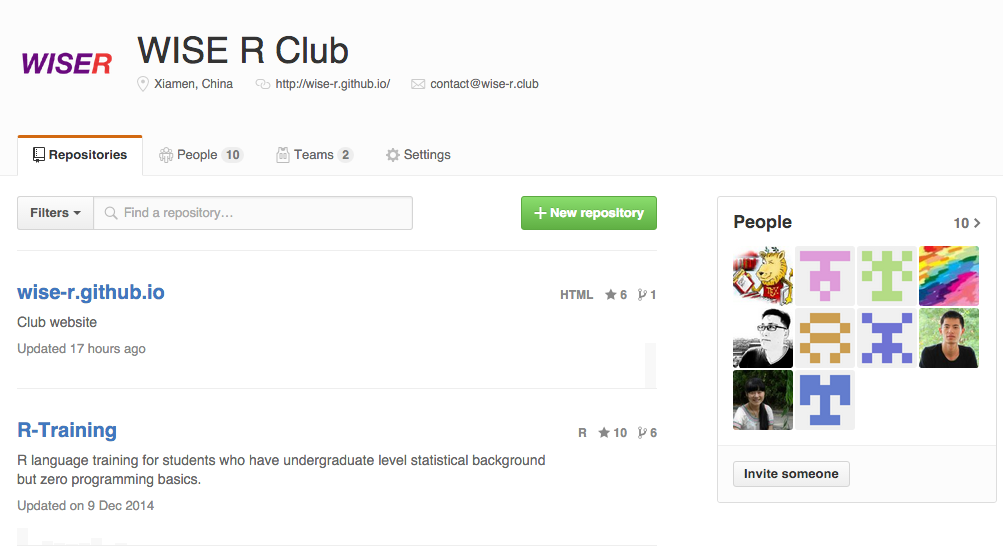 WISER
WISE R Club
Xiamen, China http://wise-r.github.io/ contact@wise-r.club
Repositories People 10 Teams 2 Settings
Filters Find a repository… New repository
wise-r.github.io HTML 6 1
Club website
Updated 17 hours ago
R-Training R 10 6
R language training for students who have undergraduate level statistical background
but zero programming basics.
Updated on 9 Dec 2014
People 10
Invite someone